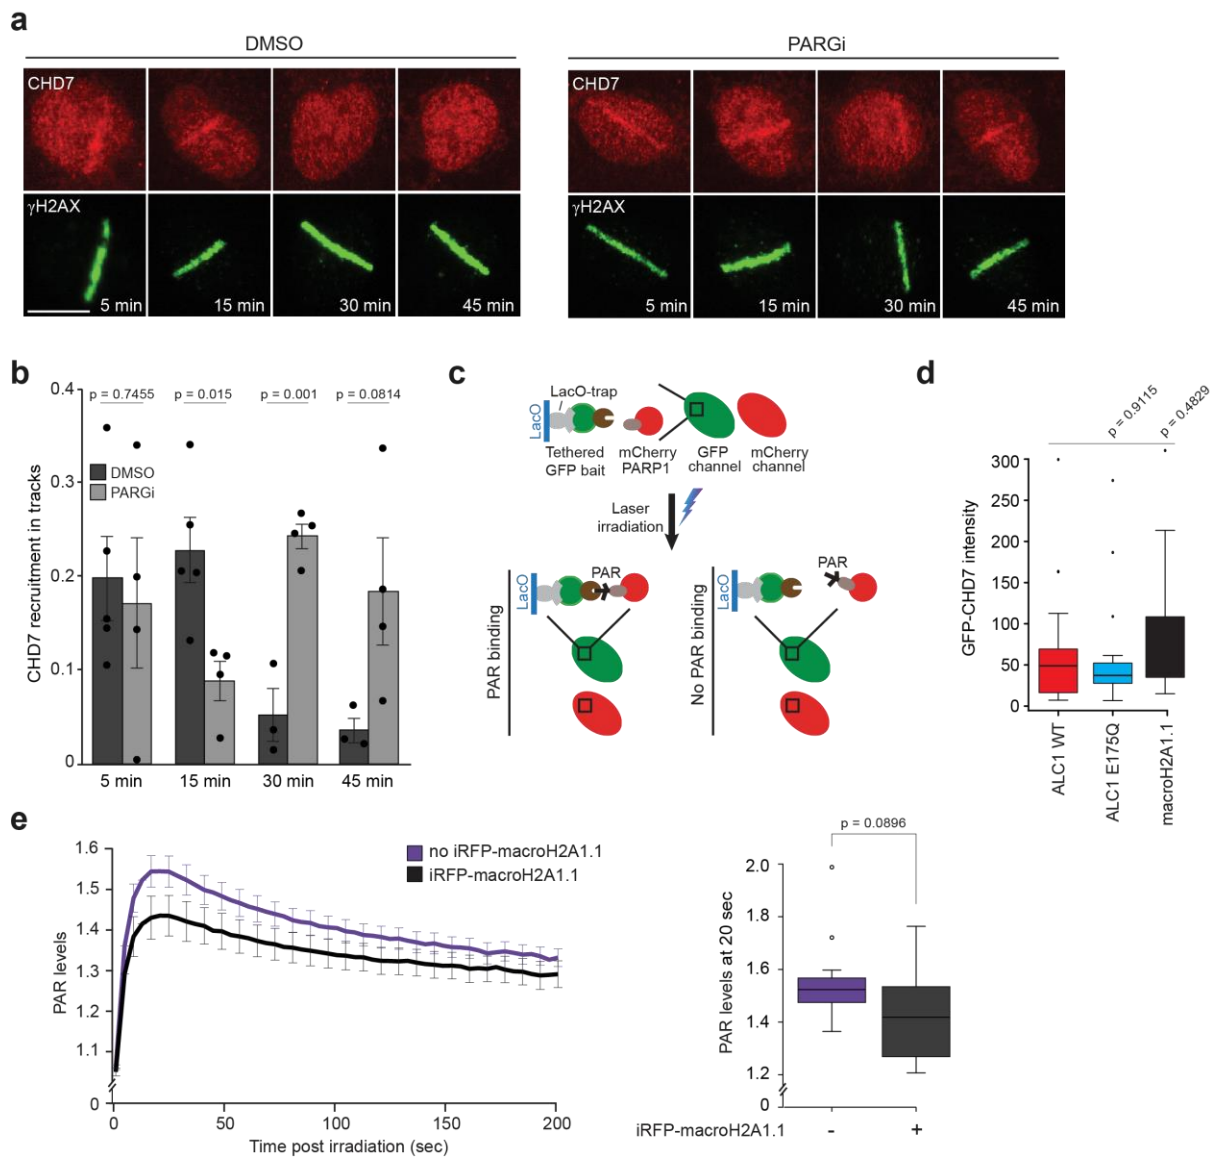 a
DMSO
PARGi
CHD7
CHD7
γH2AX
γH2AX
5 min
15 min
30 min
45 min
5 min
15 min
30 min
45 min
b
CHD7 recruitment in tracks
0.4
0.3
0.2
0.1
0
p = 0.7455
p = 0.015
p = 0.001
p = 0.0814
DMSO
PARGi
5 min
15 min
30 min
45 min
c
LacO-trap
LacO
Tethered
GFP bait
mCherry
PARP1
GFP
channel
mCherry
channel
Laser
irradiation
PAR binding
LacO
PAR
No PAR binding
LacO
PAR
d
p = 0.9115
p = 0.4829
GFP-CHD7 intensity
300
250
200
150
100
50
0
ALC1 WT
ALC1 E175Q
macroH2A1.1
e
PAR levels
1.6
1.5
1.4
1.3
1.2
1.1
0
no iRFP-macroH2A1.1
iRFP-macroH2A1.1
0
50
100
150
200
Time post irradiation (sec)
p = 0.0896
PAR levels at 20 sec
2.0
1.8
1.6
1.4
1.2
0
iRFP-macroH2A1.1
-
+